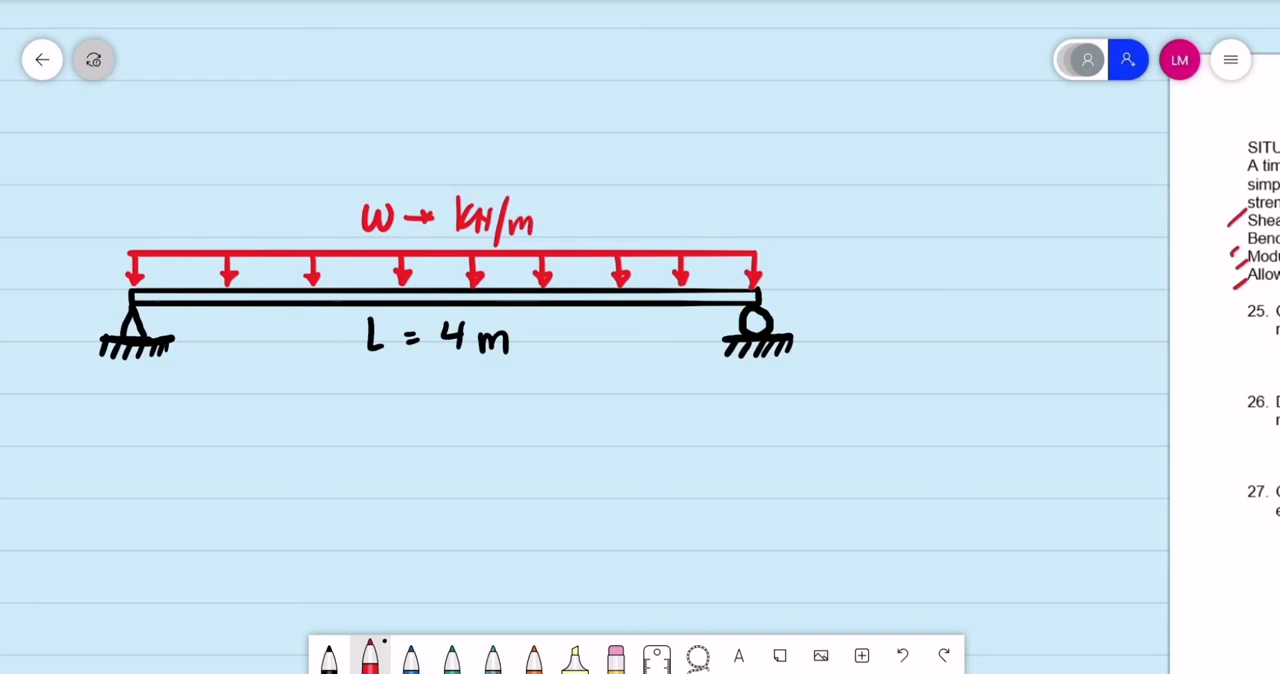 LM
W → kN/m
L = 4 m
SITU
A tim
simp
stren
Shea
Benc
Modu
Allow
25.
26.
27.
A